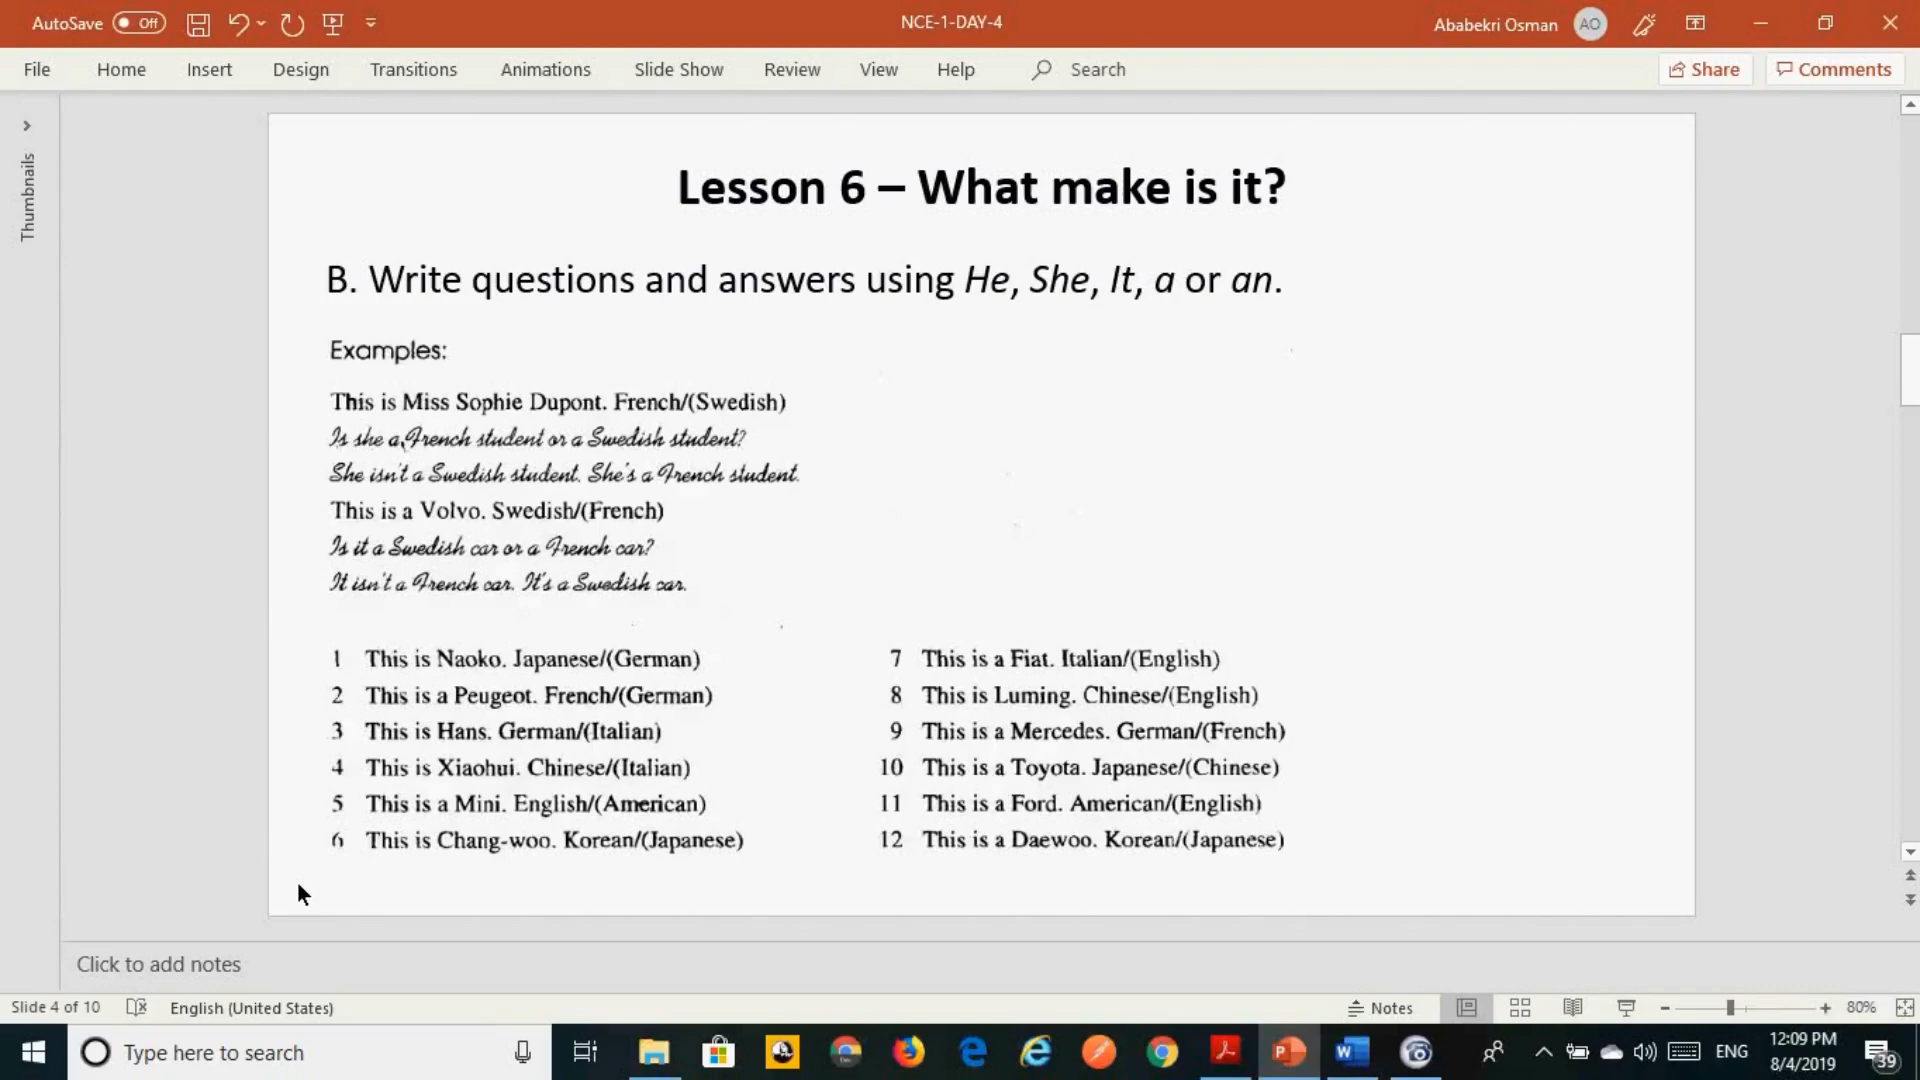 AutoSave Off
NCE-1-DAY-4
Ababekri Osman AO
File Home Insert Design Transitions Animations Slide Show Review View Help Search Share Comments
Thumbnails
Lesson 6 – What make is it?
B. Write questions and answers using He, She, It, a or an.
Examples:
This is Miss Sophie Dupont. French/(Swedish)
Is she a French student or a Swedish student?
She isn't a Swedish student. She's a French student.
This is a Volvo. Swedish/(French)
Is it a Swedish car or a French car?
It isn't a French car. It's a Swedish car.
1 This is Naoko. Japanese/(German)
2 This is a Peugeot. French/(German)
3 This is Hans. German/(Italian)
4 This is Xiaohui. Chinese/(Italian)
5 This is a Mini. English/(American)
6 This is Chang-woo. Korean/(Japanese)
7 This is a Fiat. Italian/(English)
8 This is Luming. Chinese/(English)
9 This is a Mercedes. German/(French)
10 This is a Toyota. Japanese/(Chinese)
11 This is a Ford. American/(English)
12 This is a Daewoo. Korean/(Japanese)
Click to add notes
Slide 4 of 10 English (United States) Notes 80%
Type here to search
ENG
12:09 PM
8/4/2019
39